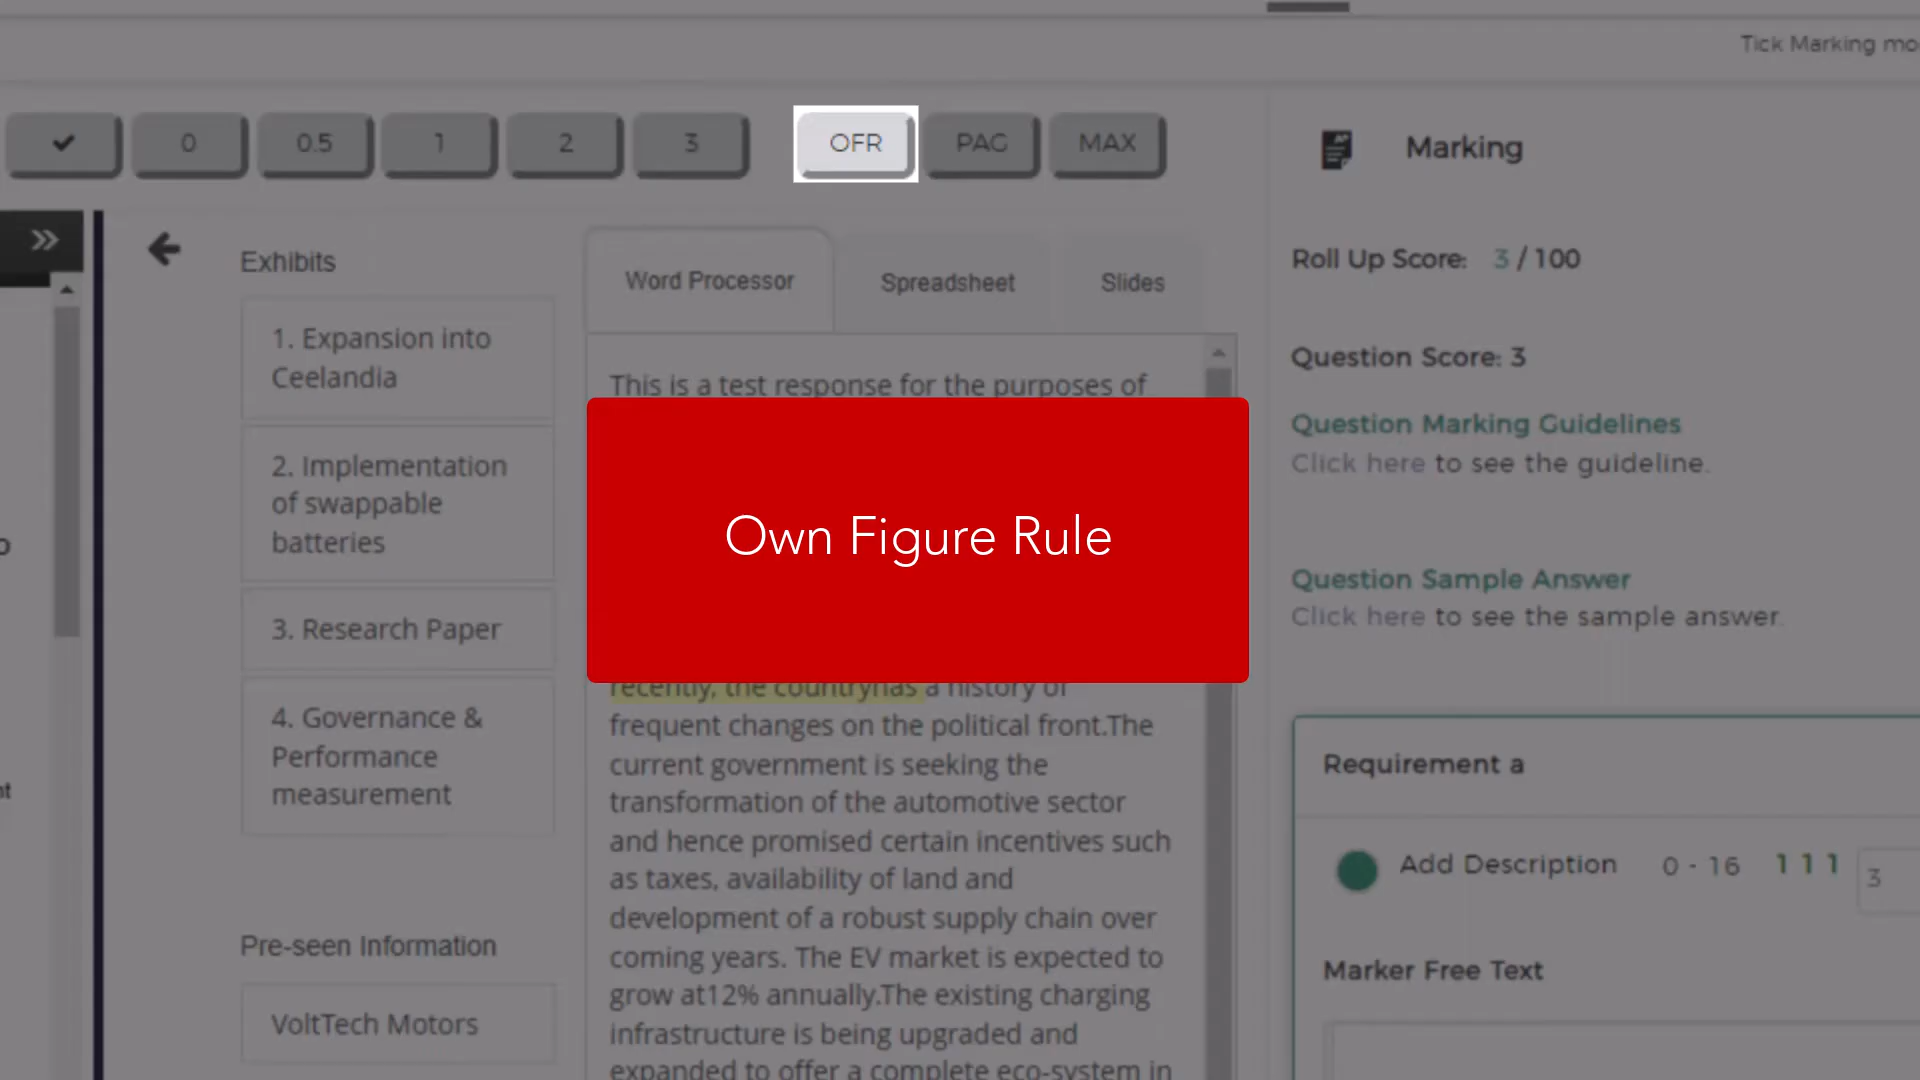 Tick Marking mo
0 0.5 1 2 3 OFR PAG MAX
Marking
Exhibits
1. Expansion into
Ceelandia
2. Implementation
of swappable
batteries
3. Research Paper
4. Governance &
Performance
measurement
Pre-seen Information
VoltTech Motors
Word Processor Spreadsheet Slides
This is a test response for the purposes of
Own Figure Rule
recently, the countryhas a history of
frequent changes on the political front.The
current government is seeking the
transformation of the automotive sector
and hence promised certain incentives such
as taxes, availability of land and
development of a robust supply chain over
coming years. The EV market is expected to
grow at12% annually.The existing charging
infrastructure is being upgraded and
expanded to offer a complete eco-system in
Roll Up Score: 3 / 100
Question Score: 3
Question Marking Guidelines
Click here to see the guideline.
Question Sample Answer
Click here to see the sample answer.
Requirement a
Add Description 0 - 16 1 1 1 3
Marker Free Text